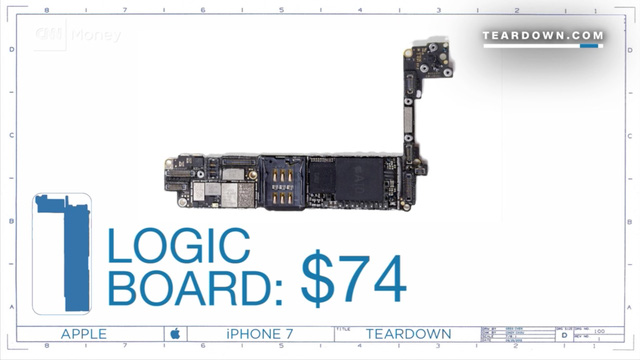 CNN Money
TEARDOWN.COM
LOGIC
BOARD: $74
APPLE
iPHONE 7
TITLE
TEARDOWN
D